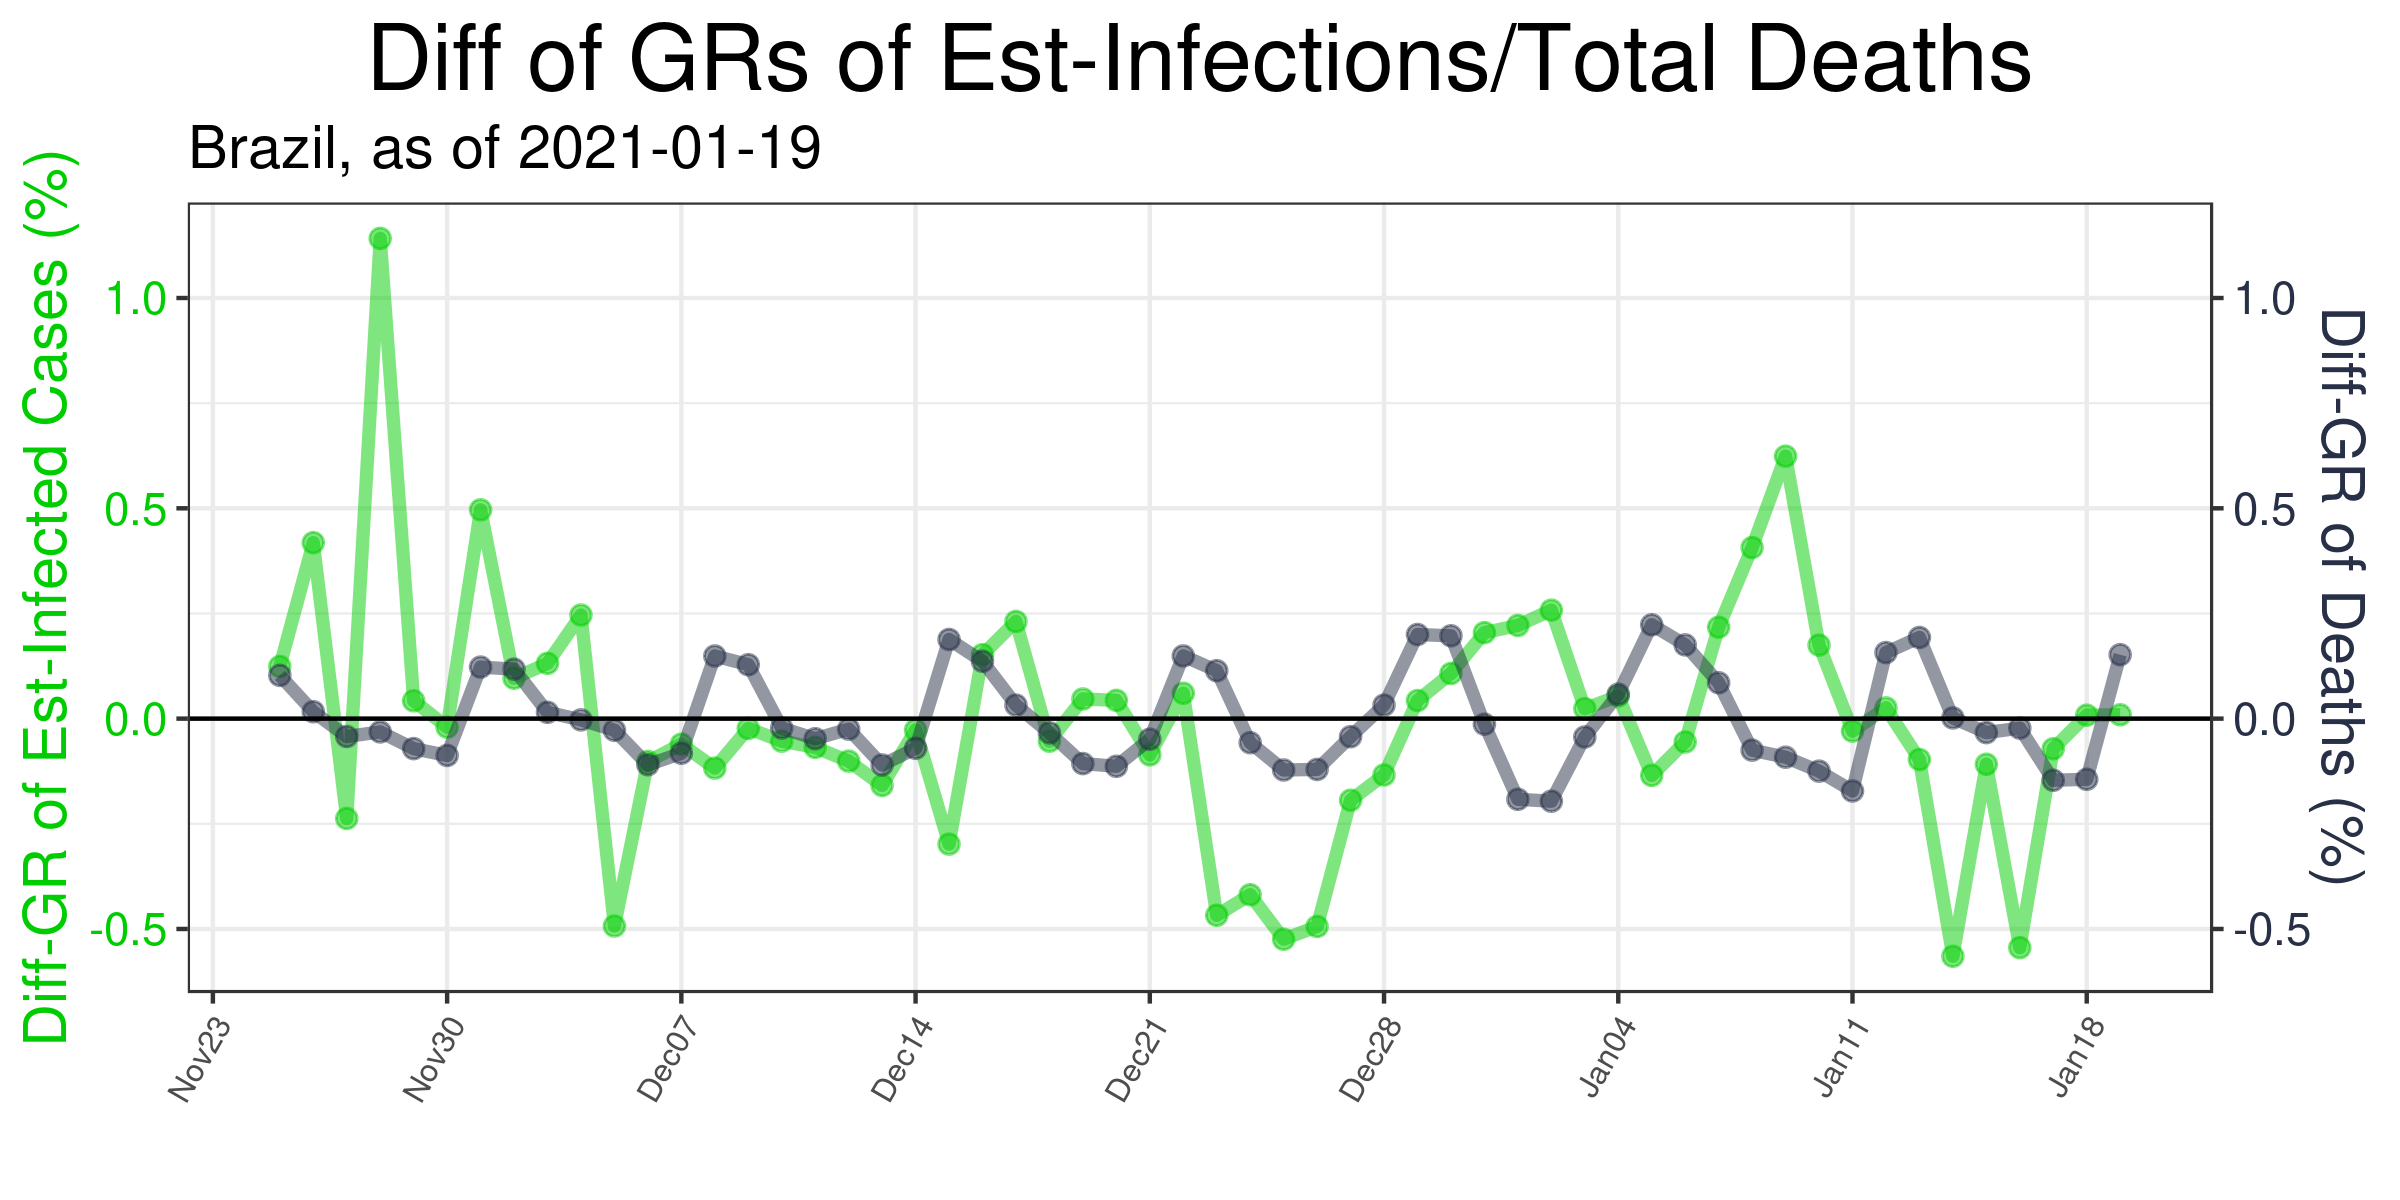 Diff of GRs of Est-Infections/Total Deaths
Brazil, as of 2021-01-19
Diff-GR of Est-Infected Cases (%)
1.0
0.5
0.0
-0.5
1.0
0.5
0.0
-0.5
Diff-GR of Deaths (%)
Nov23
Nov30
Dec07
Dec14
Dec21
Dec28
Jan04
Jan11
Jan18